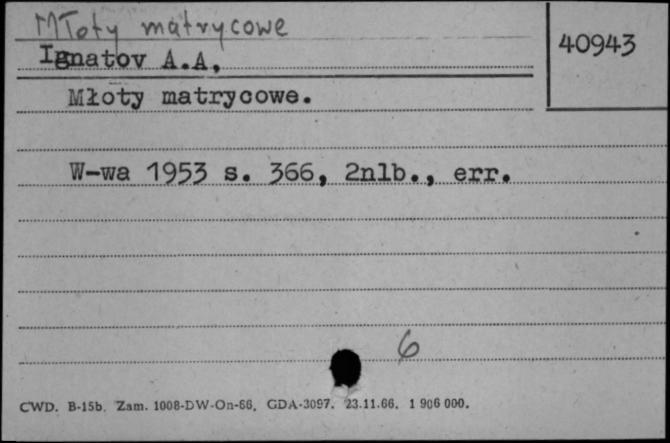 Młoty matrycowe
40943
Ignatov A.A,
Młoty matrycowe.
W-wa 1953 s. 366, 2nlb., err.
6
CWD. B-15b. Zam. 1008-DW-On-66. GDA-3097. 23.11.66. 1 906 000.